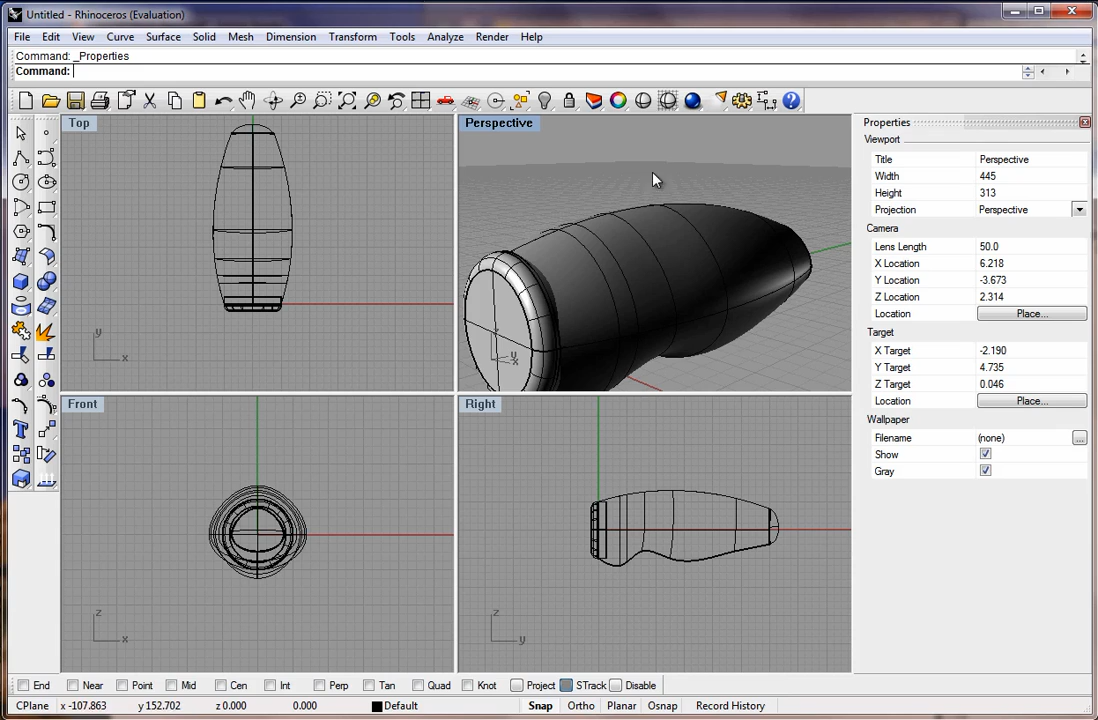 Untitled - Rhinoceros (Evaluation)
File Edit View Curve Surface Solid Mesh Dimension Transform Tools Analyze Render Help
Command: _Properties
Command:
Top
Perspective
y
x
y
x
Front
Right
z
x
z
y
Properties
Viewport
Title Perspective
Width 445
Height 313
Projection Perspective
Camera
Lens Length 50.0
X Location 6.218
Y Location -3.673
Z Location 2.314
Location Place...
Target
X Target -2.190
Y Target 4.735
Z Target 0.046
Location Place...
Wallpaper
Filename (none) ...
Show
Gray
End Near Point Mid Cen Int Perp Tan Quad Knot Project STrack Disable
CPlane x -107.863 y 152.702 z 0.000 0.000 Default Snap Ortho Planar Osnap Record History